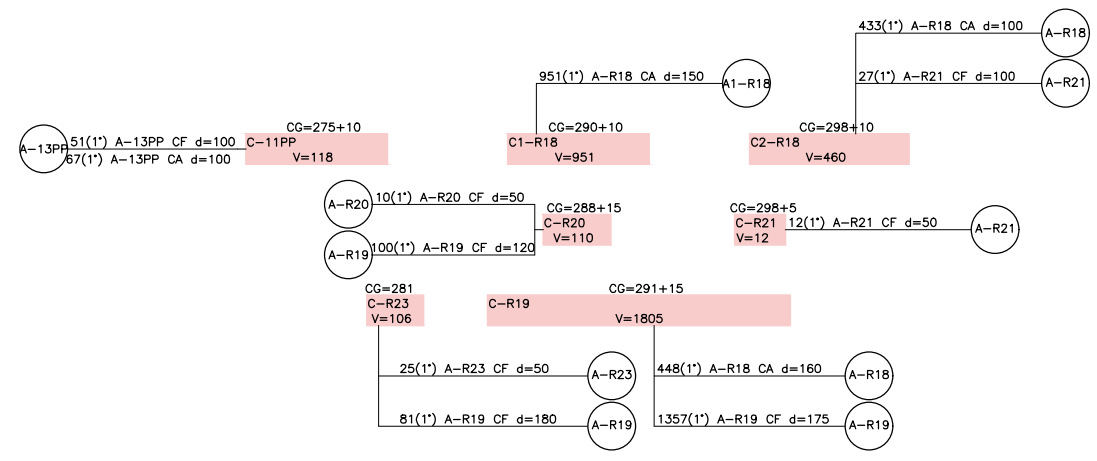 433(1°) A-R18 CA d=100
A-R18
951(1°) A-R18 CA d=150
A1-R18
27(1°) A-R21 CF d=100
A-R21
CG=275+10
CG=290+10
CG=298+10
A-13PP
51(1°) A-13PP CF d=100
67(1°) A-13PP CA d=100
C-11PP
V=118
C1-R18
V=951
C2-R18
V=460
A-R20
10(1°) A-R20 CF d=50
CG=288+15
C-R20
V=110
A-R19
100(1°) A-R19 CF d=120
CG=298+5
C-R21
V=12
12(1°) A-R21 CF d=50
A-R21
CG=281
C-R23
V=106
CG=291+15
C-R19
V=1805
25(1°) A-R23 CF d=50
A-R23
448(1°) A-R18 CA d=160
A-R18
81(1°) A-R19 CF d=180
A-R19
1357(1°) A-R19 CF d=175
A-R19